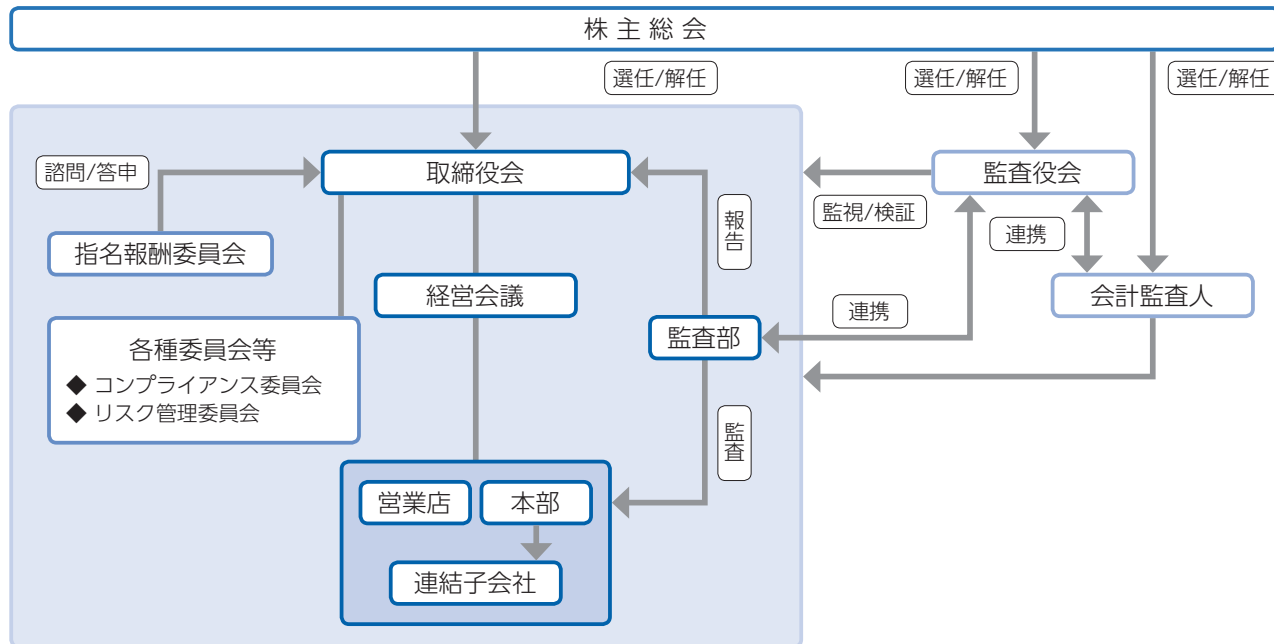 株主総会
選任/解任
選任/解任
選任/解任
諮問/答申
取締役会
監査役会
監視/検証
報告
連携
指名報酬委員会
経営会議
会計監査人
連携
監査部
各種委員会等
◆ コンプライアンス委員会
◆ リスク管理委員会
監査
営業店
本部
連結子会社